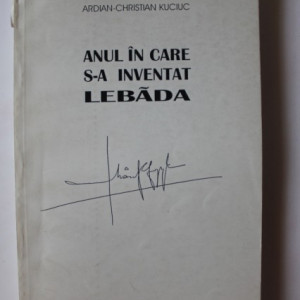 ARDIAN-CHRISTIAN KUCIUC
ANUL ÎN CARE
S-A INVENTAT
LEBĂDA